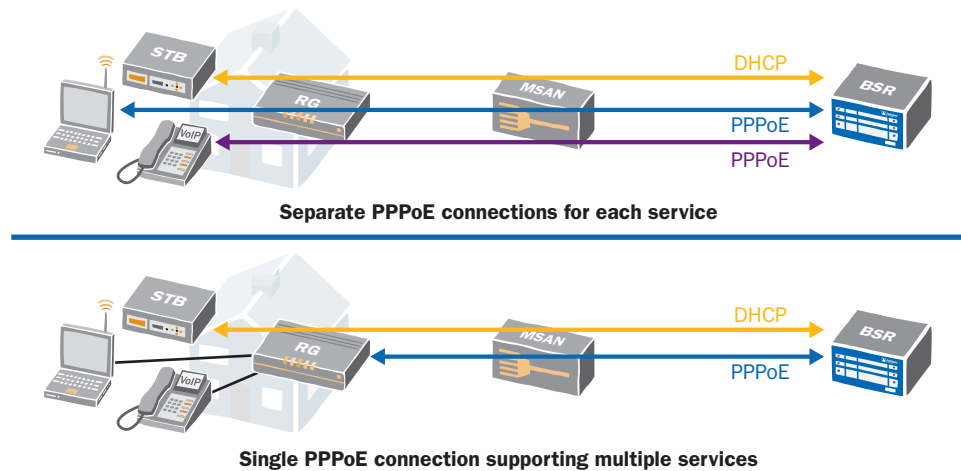 STB
DHCP
BSR
MSAN
RG
VoIP
PPPoE
PPPoE
Separate PPPoE connections for each service
STB
DHCP
BSR
MSAN
RG
VoIP
PPPoE
Single PPPoE connection supporting multiple services